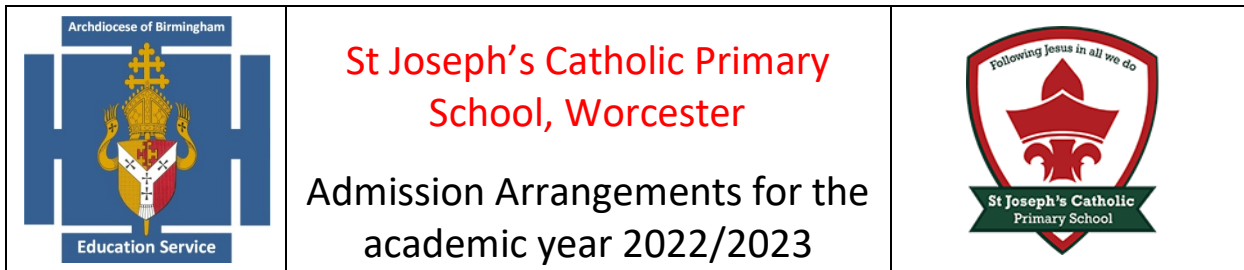 Archdiocese of Birmingham
Education Service
St Joseph’s Catholic Primary
School, Worcester
Admission Arrangements for the
academic year 2022/2023
Following Jesus in all we do
St Joseph's Catholic
Primary School